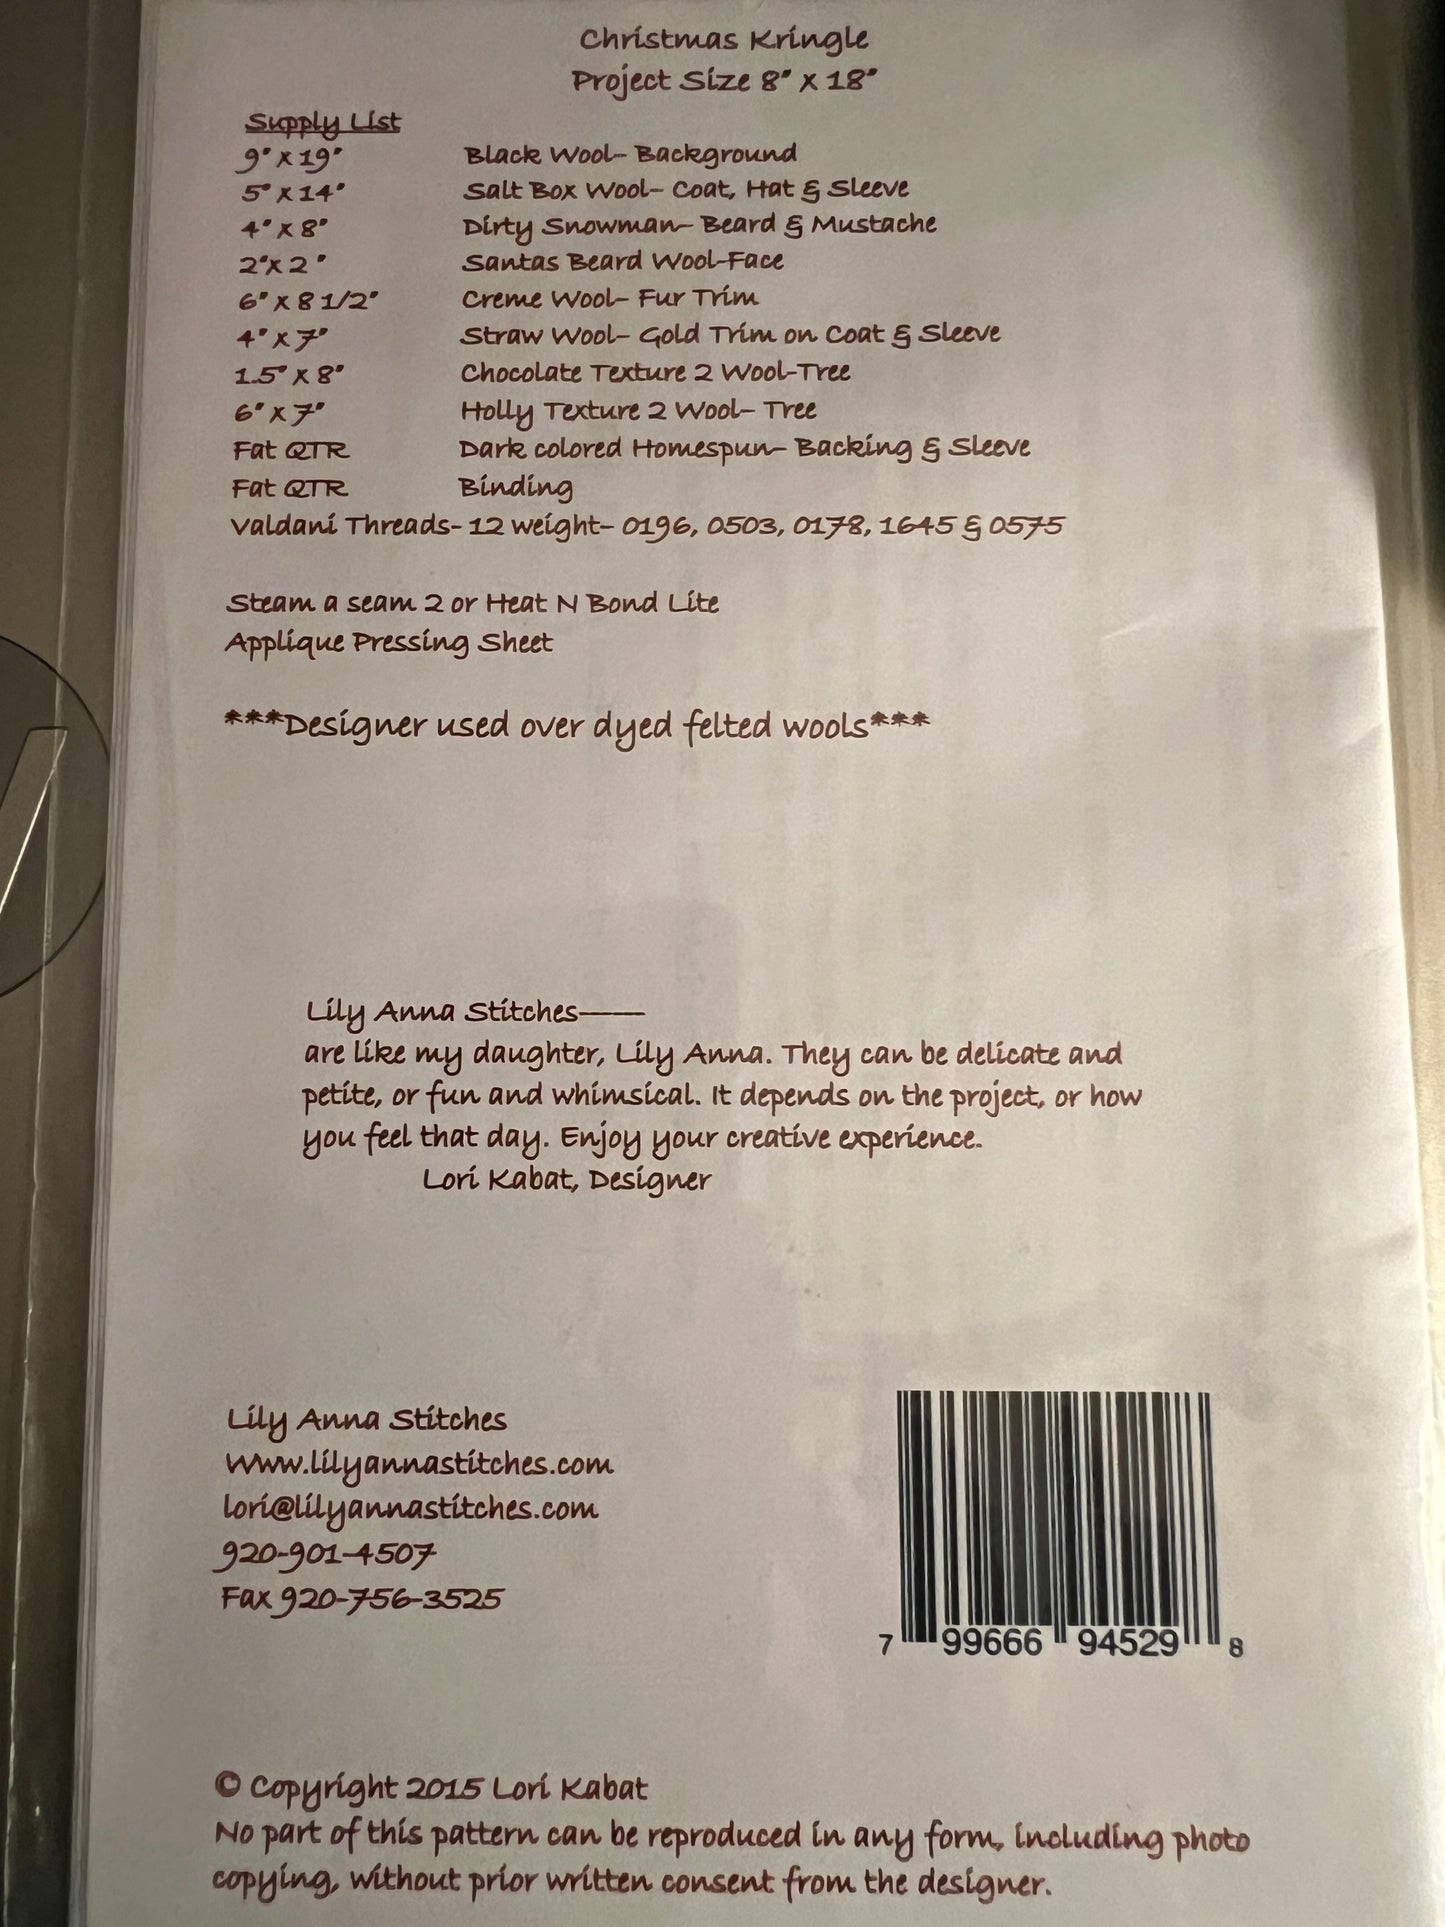 Christmas Kringle
Project Size 8" X 18"
Supply List
9" X 19" Black Wool- Background
5" X 14" Salt Box Wool- Coat, Hat & Sleeve
4" X 8" Dirty Snowman- Beard & Mustache
2"X 2" Santas Beard Wool-Face
6" X 8 1/2" Creme Wool- Fur Trim
4" X 7" Straw Wool- Gold Trim on Coat & Sleeve
1.5" X 8" Chocolate Texture 2 Wool-Tree
6" X 7" Holly Texture 2 Wool- Tree
Fat QTR Dark colored Homespun- Backing & Sleeve
Fat QTR Binding
Valdani Threads- 12 weight- 0196, 0503, 0178, 1645 & 0575
Steam a seam 2 or Heat N Bond Lite
Applique Pressing Sheet
***Designer used over dyed felted wools***
Lily Anna Stitches——
are like my daughter, Lily Anna. They can be delicate and
petite, or fun and whimsical. It depends on the project, or how
you feel that day. Enjoy your creative experience.
Lori Kabat, Designer
Lily Anna Stitches
Www.lilyannastitches.com
lori@lilyannastitches.com
920-901-4507
Fax 920-756-3525
7 99666 94529 8
© Copyright 2015 Lori Kabat
No part of this pattern can be reproduced in any form, including photo
copying, without prior written consent from the designer.